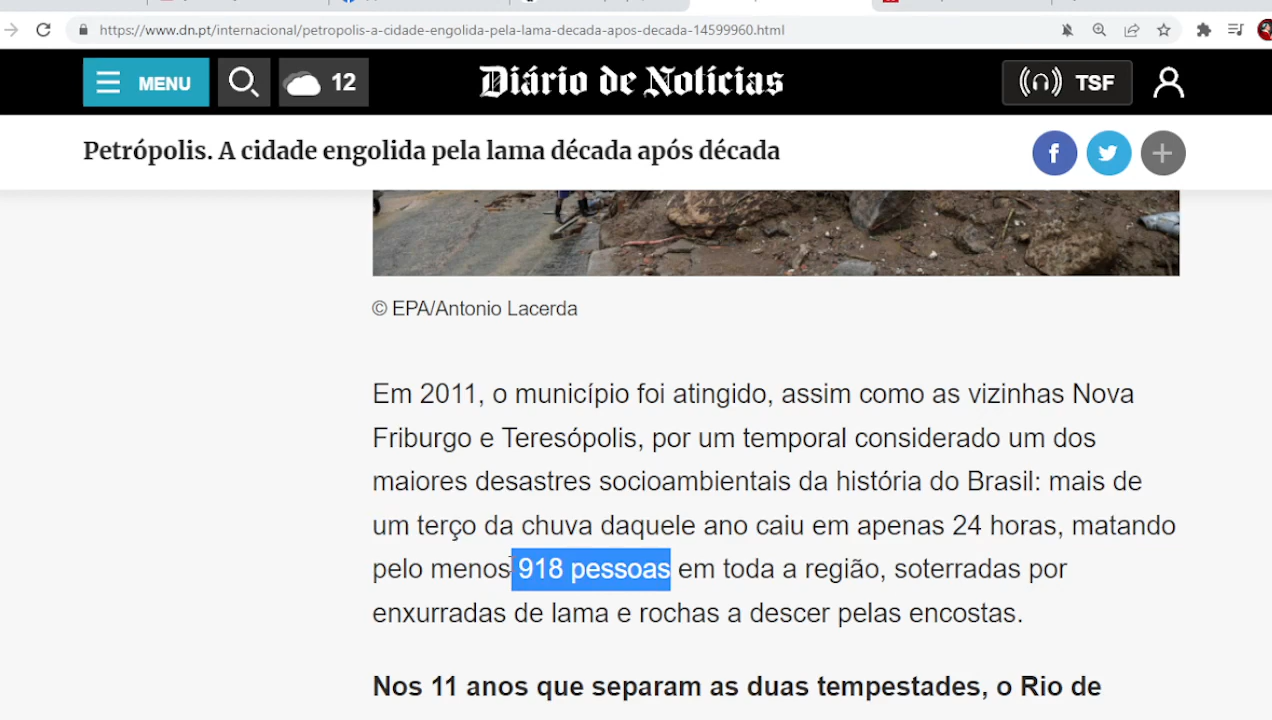 https://www.dn.pt/internacional/petropolis-a-cidade-engolida-pela-lama-decada-apos-decada-14599960.html
MENU
12
Diário de Notícias
TSF
Petrópolis. A cidade engolida pela lama década após década
© EPA/Antonio Lacerda
Em 2011, o município foi atingido, assim como as vizinhas Nova
Friburgo e Teresópolis, por um temporal considerado um dos
maiores desastres socioambientais da história do Brasil: mais de
um terço da chuva daquele ano caiu em apenas 24 horas, matando
pelo menos 918 pessoas em toda a região, soterradas por
enxurradas de lama e rochas a descer pelas encostas.
Nos 11 anos que separam as duas tempestades, o Rio de